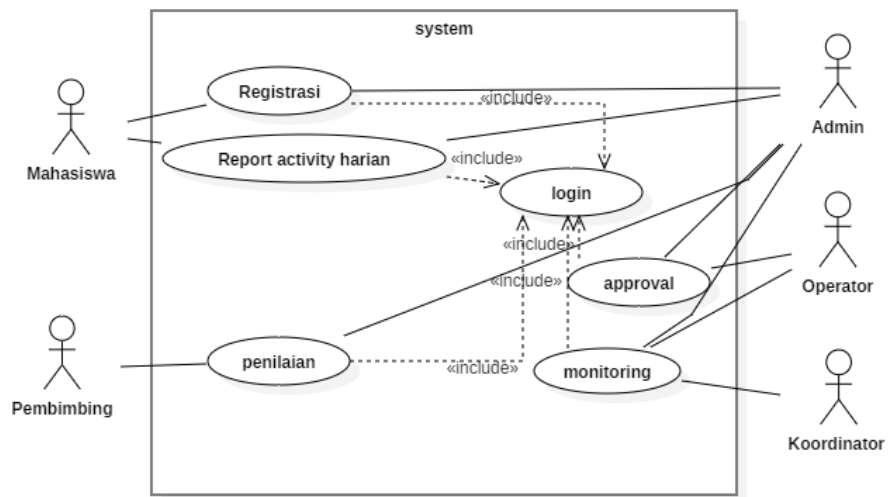 system
Registrasi
«include»
Admin
Mahasiswa
Report activity harian
«include»
login
«include»
approval
Operator
«include»
penilaian
«include»
monitoring
Pembimbing
Koordinator